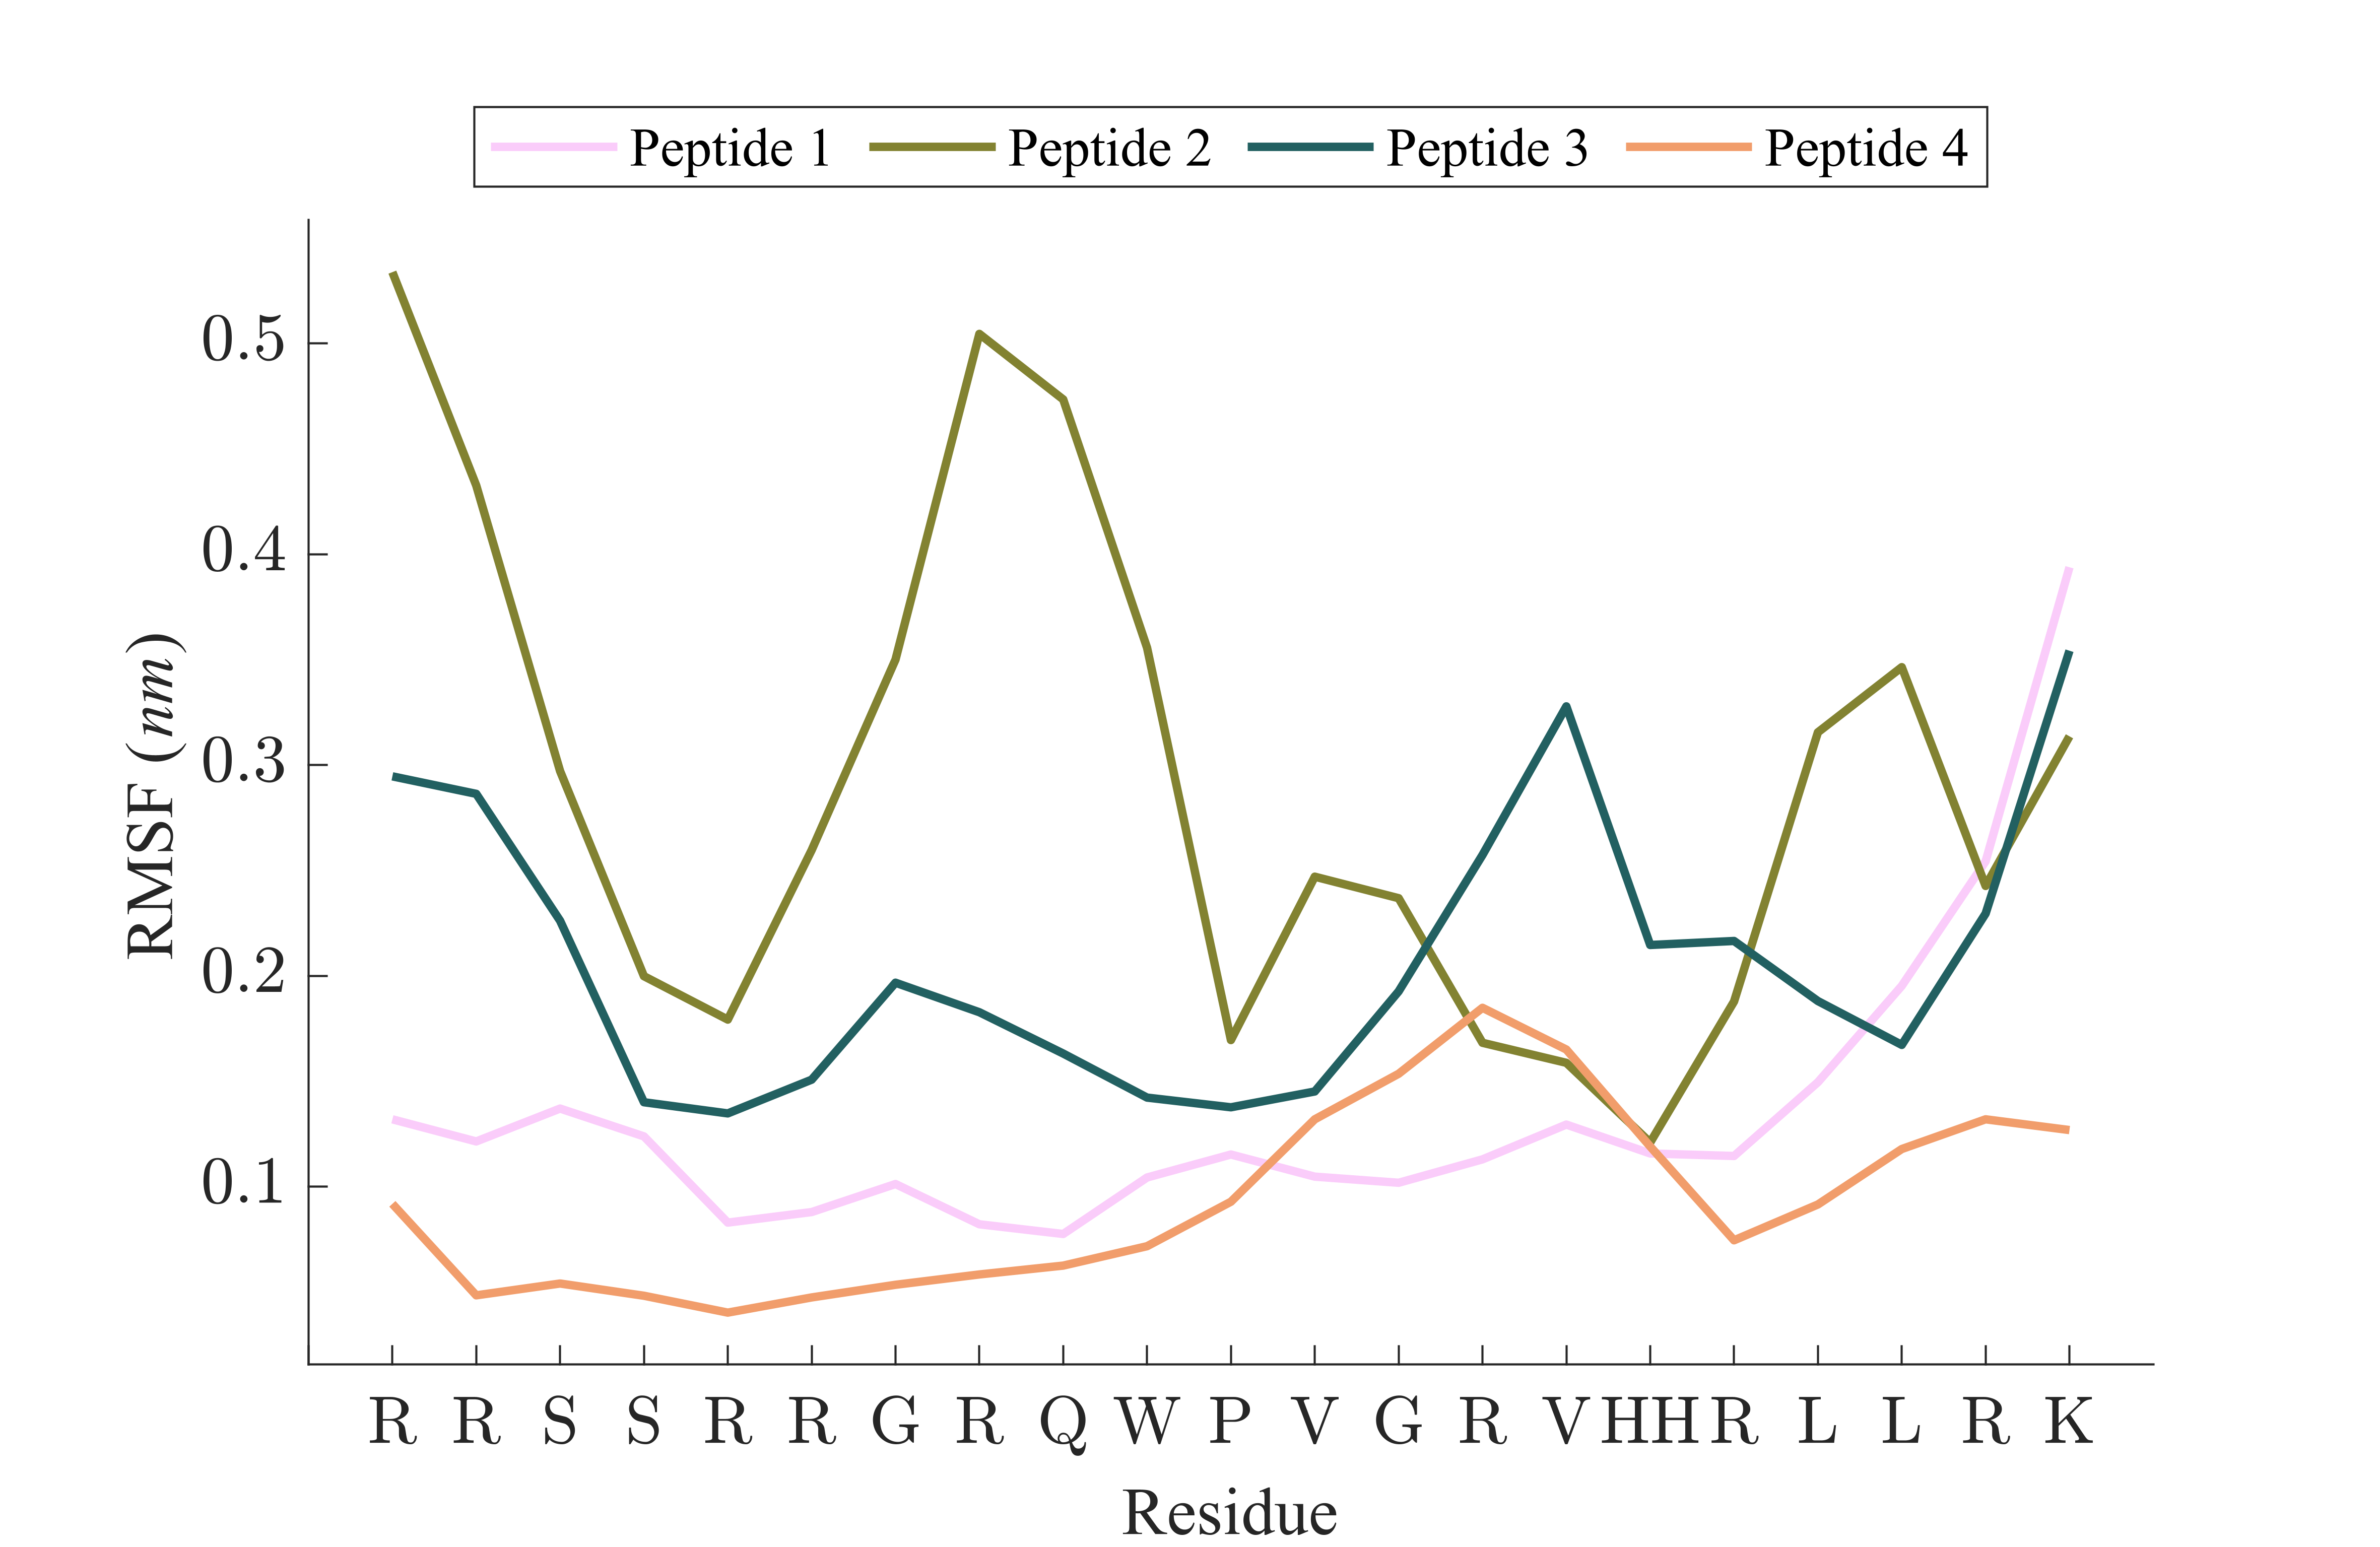 Peptide 1 Peptide 2 Peptide 3 Peptide 4
0.5
0.4
0.3
0.2
0.1
RMSF (nm)
R R S S R R G R Q W P V G R V HH R L L R K
Residue